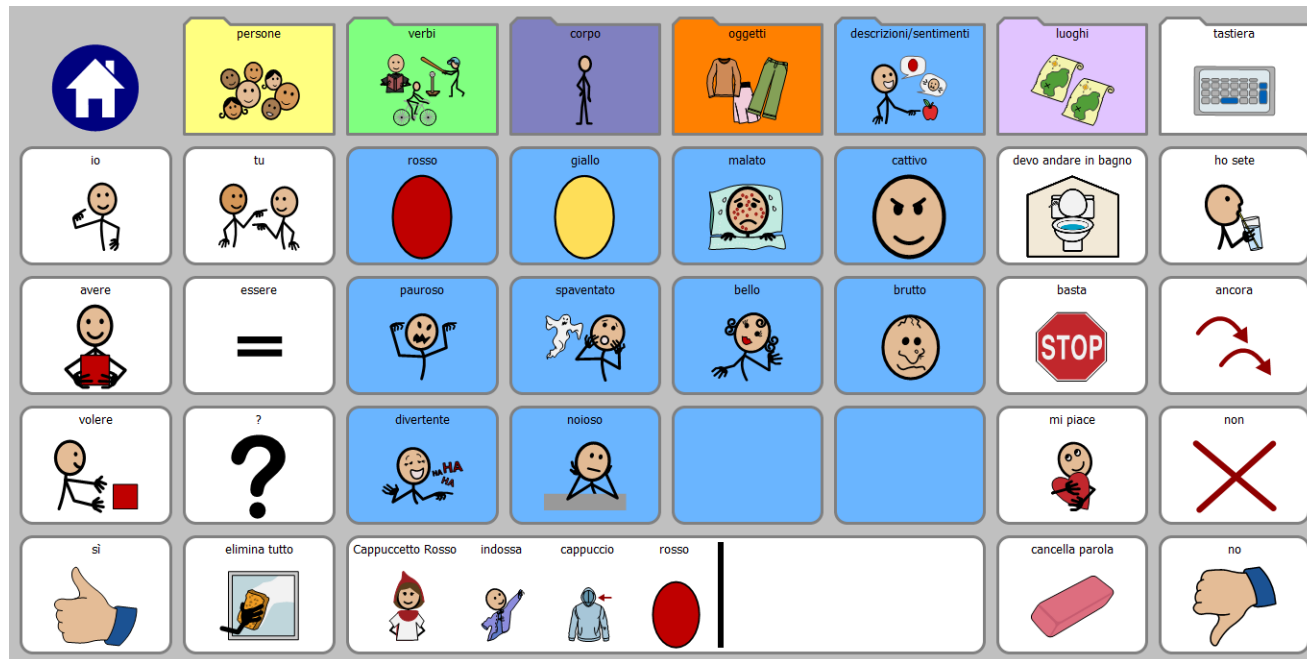 persone
verbi
corpo
oggetti
descrizioni/sentimenti
luoghi
tastiera
io
tu
rosso
giallo
malato
cattivo
devo andare in bagno
ho sete
avere
essere
pauroso
spaventato
bello
brutto
basta
STOP
ancora
volere
?
?
divertente
HA HA
HA
noioso
mi piace
non
sì
elimina tutto
Cappuccetto Rosso
indossa
cappuccio
rosso
cancella parola
no